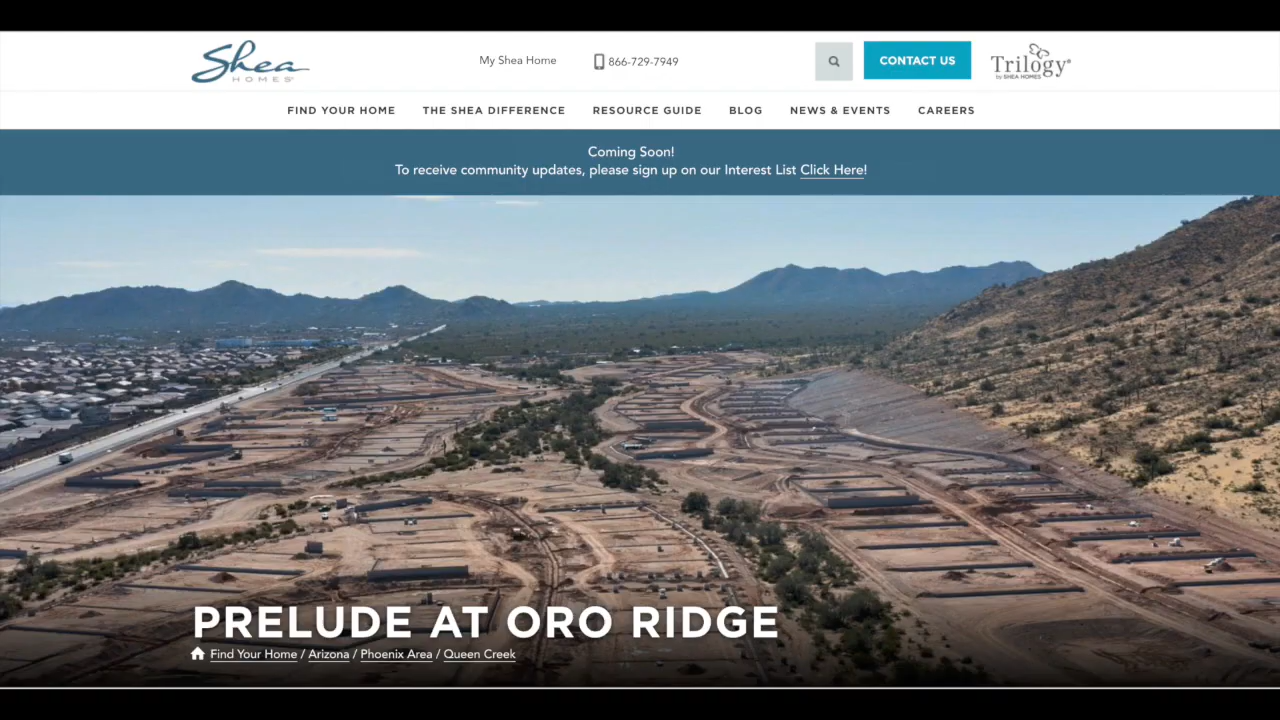 Shea
HOMES®
My Shea Home
866-729-7949
CONTACT US
Trilogy®
by SHEA HOMES
FIND YOUR HOME
THE SHEA DIFFERENCE
RESOURCE GUIDE
BLOG
NEWS & EVENTS
CAREERS
Coming Soon!
To receive community updates, please sign up on our Interest List Click Here!
PRELUDE AT ORO RIDGE
Find Your Home / Arizona / Phoenix Area / Queen Creek